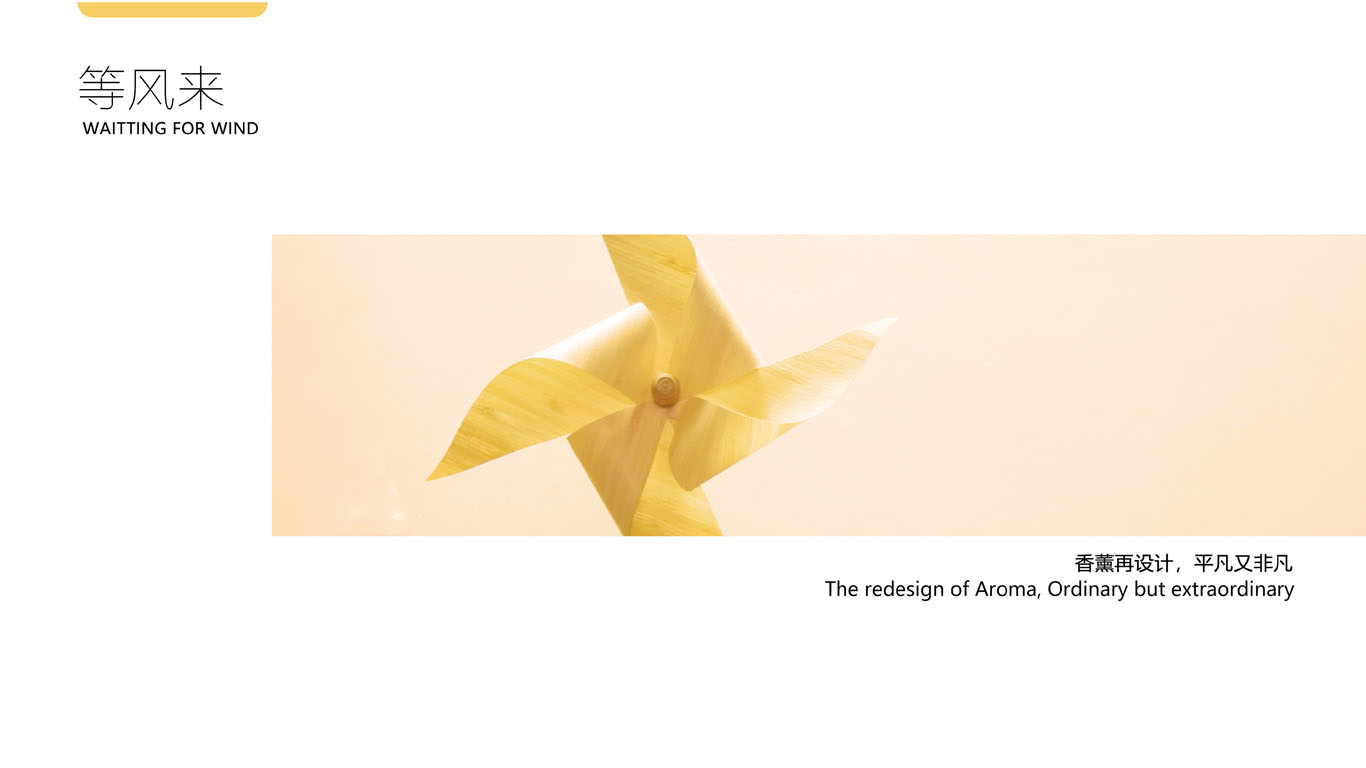 等风来
WAITTING FOR WIND
香薰再设计，平凡又非凡
The redesign of Aroma, Ordinary but extraordinary